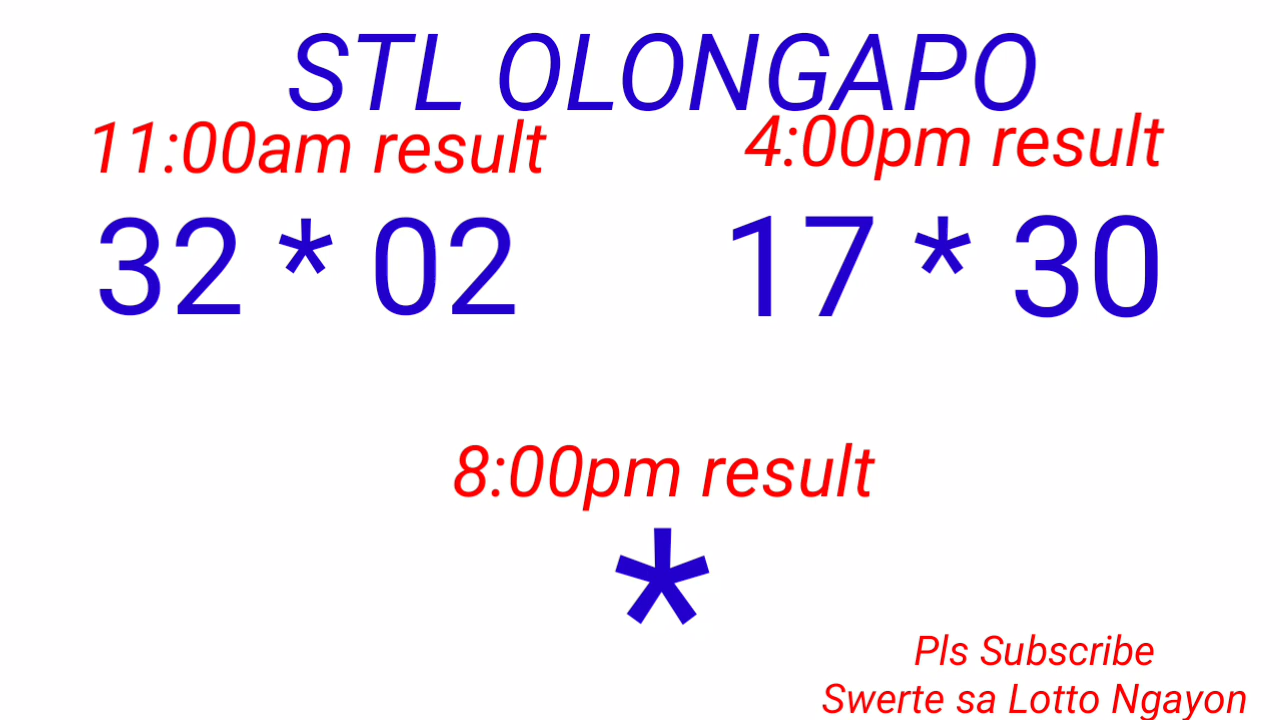 STL OLONGAPO
11:00am result
4:00pm result
32 * 02
17 * 30
8:00pm result
*
Pls Subscribe
Swerte sa Lotto Ngayon